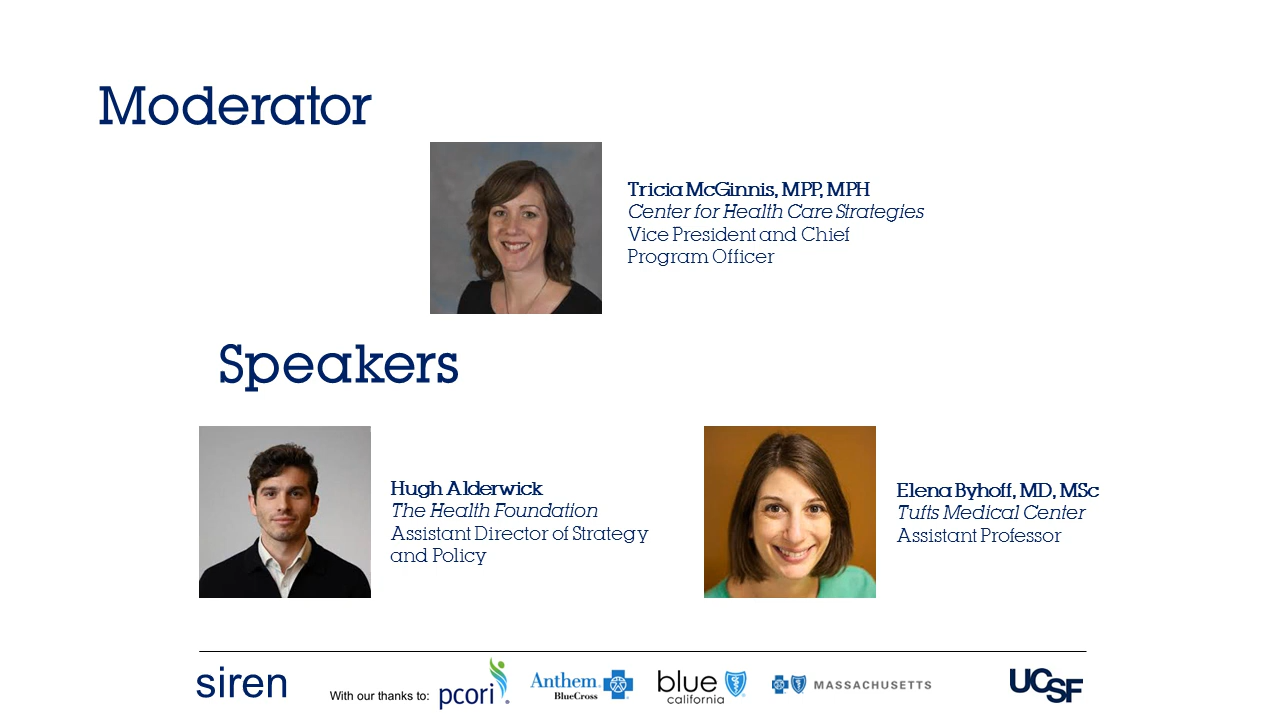 Moderator
Tricia McGinnis, MPP, MPH
Center for Health Care Strategies
Vice President and Chief
Program Officer
Speakers
Hugh Alderwick
The Health Foundation
Assistant Director of Strategy
and Policy
Elena Byhoff, MD, MSc
Tufts Medical Center
Assistant Professor
siren
With our thanks to:
pcori
Anthem
BlueCross
blue
california
MASSACHUSETTS
UCSF